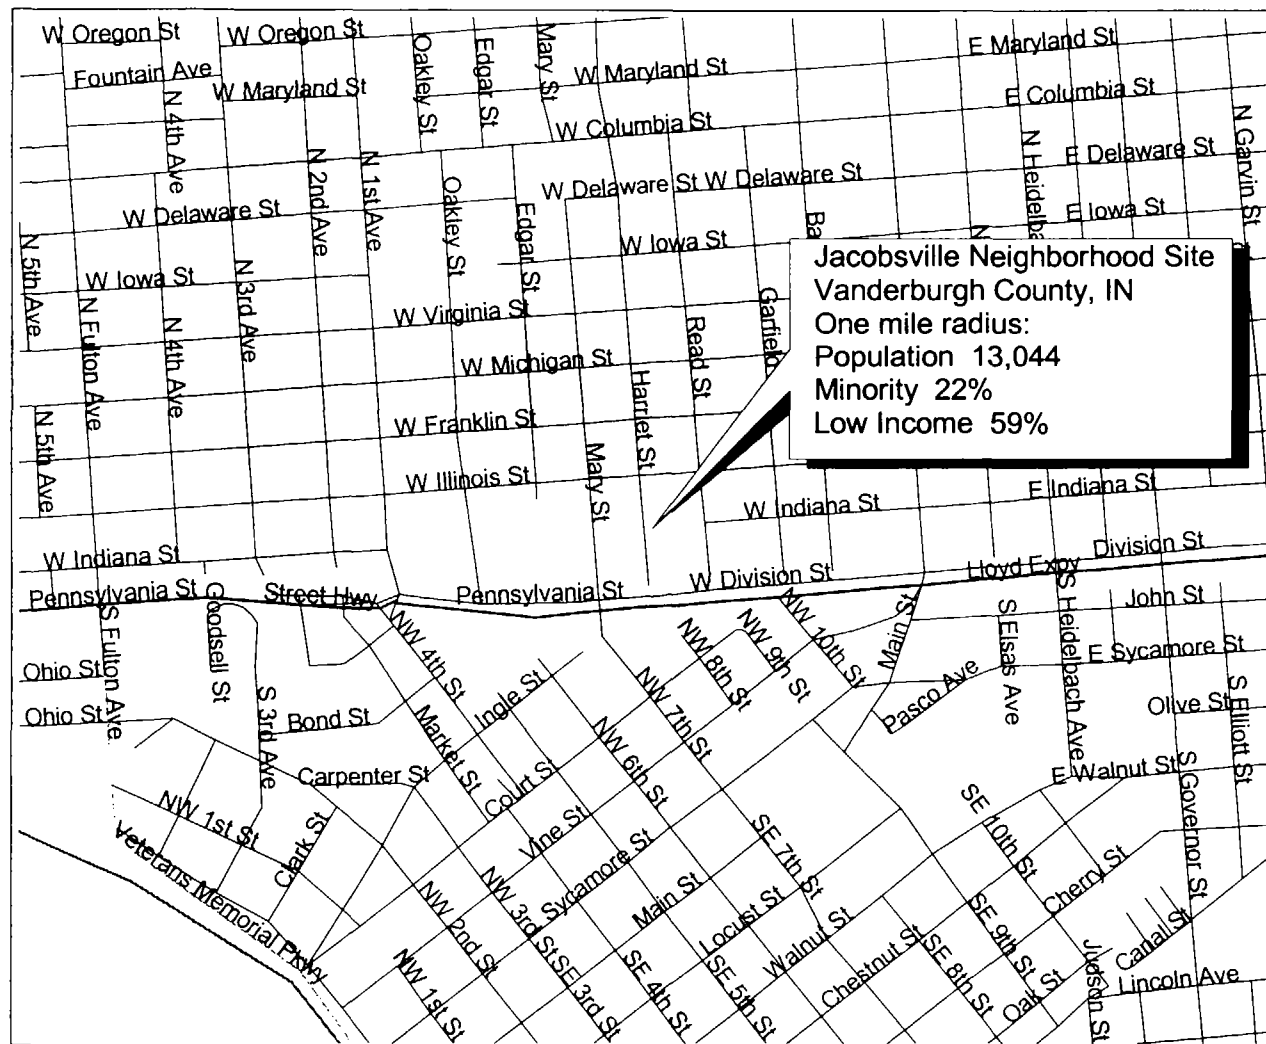 W Oregon St
W Oregon St
Oakley St
Edgar St
Mary St
W Maryland St
E Maryland St
Fountain Ave
W Maryland St
N 4th Ave
E Columbia St
N Garvin St
W Columbia St
N 2nd Ave
N 1st Ave
N Heidelba
E Delaware St
Oakley St
Edgar St
W Delaware St
W Delaware St
W Delaware St
E Iowa St
Ba
N
W Iowa St
N 5th Ave
W Iowa St
N 3rd Ave
Jacobsville Neighborhood Site
Vanderburgh County, IN
One mile radius:
Population 13,044
Minority 22%
Low Income 59%
N Fulton Ave
N 4th Ave
W Virginia St
Read St
Garfield
W Michigan St
Harriet St
N 5th Ave
W Franklin St
Mary St
W Illinois St
E Indiana St
W Indiana St
W Indiana St
Division St
Lloyd Expy
W Division St
Pennsylvania St
Goodsell St
Street Hwy
Pennsylvania St
S Fulton Ave
NW 4th St
NW 8th St
NW 9th St
NW 10th St
Main St
S Elsas Ave
S Heidelbach Ave
John St
E Sycamore St
Ohio St
S 3rd Ave
Ingle St
NW 7th St
Pasco Ave
Olive St
S Elliott St
Ohio St
Bond St
Market St
NW 6th St
Carpenter St
Court St
E Walnut St
S Governor St
NW 1st St
Clark St
Vine St
SE 7th St
SE 10th St
Veterans Memorial Pkwy
Sycamore St
Cherry St
NW 2nd St
NW 3rd St
Main St
Locust St
Walnut St
SE 9th St
Canal St
NW 1st St
SE 3rd St
SE 4th St
SE 5th St
Chestnut St
SE 8th St
Oak St
Judson St
Lincoln Ave